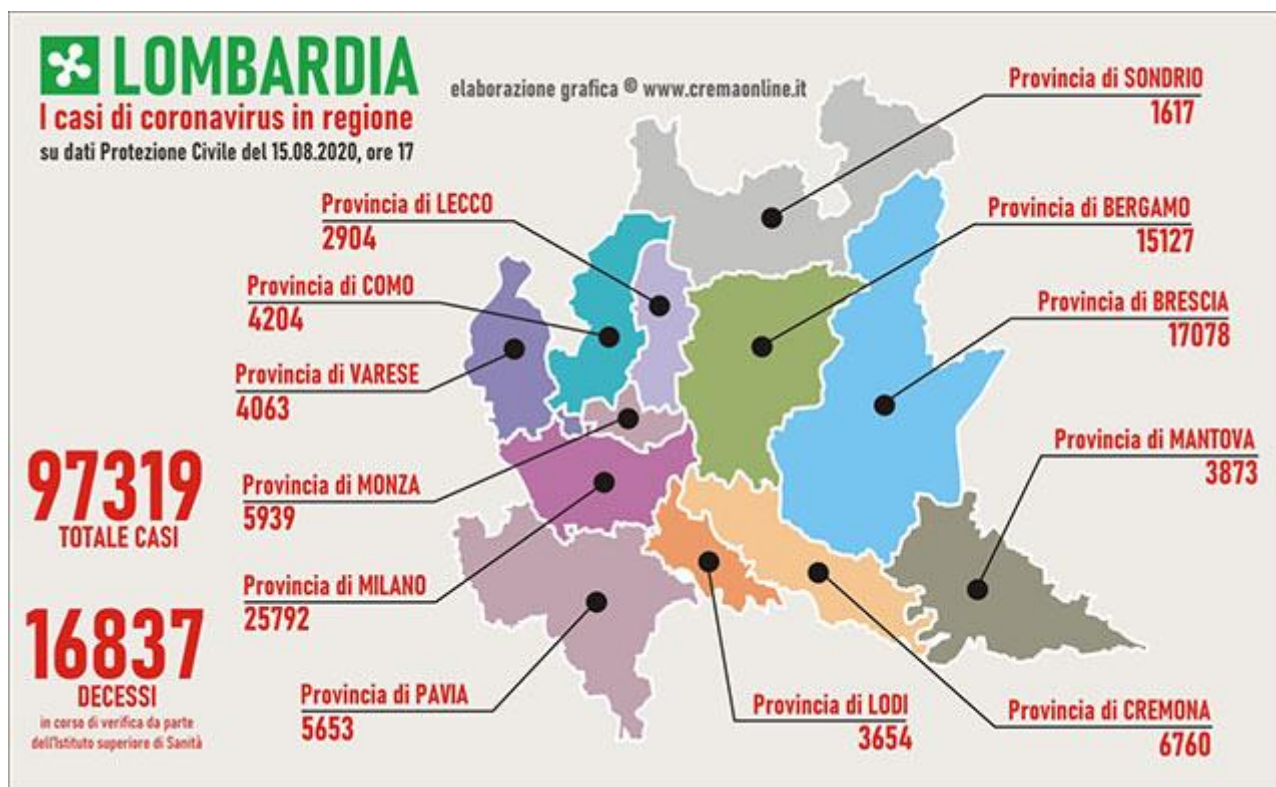 LOMBARDIA
I casi di coronavirus in regione
su dati Protezione Civile del 15.08.2020, ore 17
elaborazione grafica © www.cremaonline.it
Provincia di SONDRIO
1617
Provincia di LECCO
2904
Provincia di BERGAMO
15127
Provincia di COMO
4204
Provincia di BRESCIA
17078
Provincia di VARESE
4063
Provincia di MANTOVA
3873
97319
TOTALE CASI
Provincia di MONZA
5939
Provincia di MILANO
25792
16837
DECESSI
in corso di verifica da parte
dell'Istituto superiore di Sanità
Provincia di PAVIA
5653
Provincia di LODI
3654
Provincia di CREMONA
6760